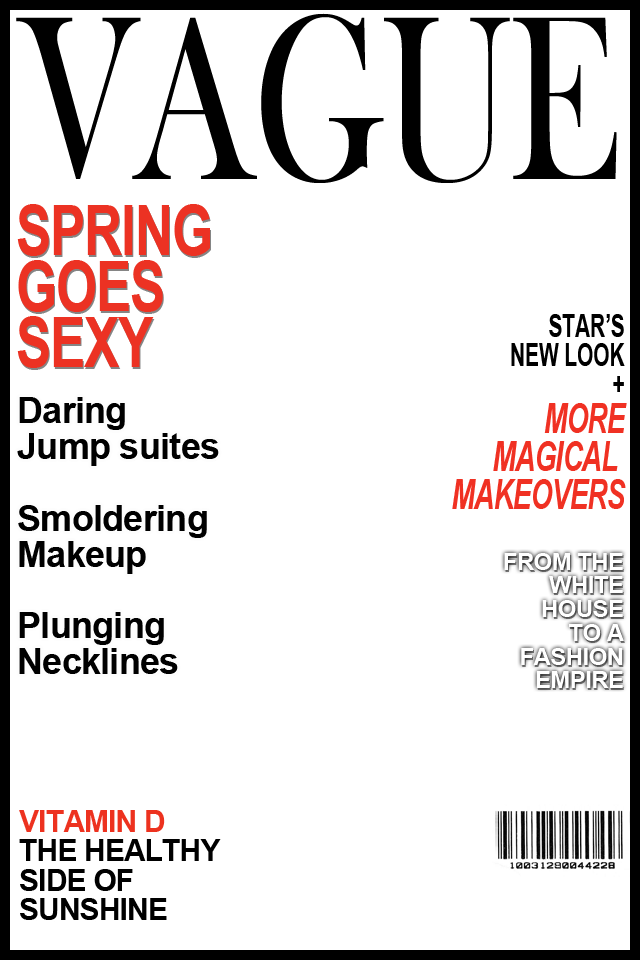 VAGUE
SPRING
GOES
SEXY
Daring
Jump suites
Smoldering
Makeup
Plunging
Necklines
STAR'S
NEW LOOK
+
MORE
MAGICAL
MAKEOVERS
FROM THE
WHITE
HOUSE
TO A
FASHION
EMPIRE
VITAMIN D
THE HEALTHY
SIDE OF
SUNSHINE
10031290044228